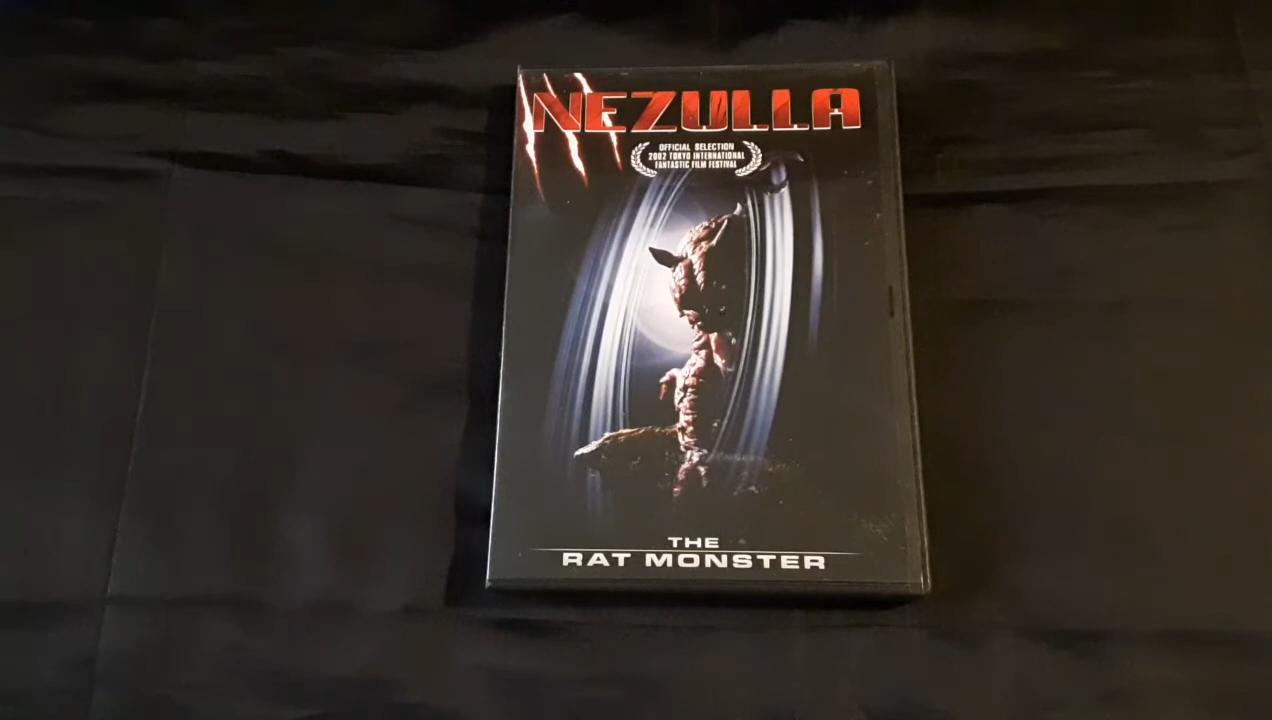 NEZULLA
OFFICIAL SELECTION
2002 TOKYO INTERNATIONAL
FANTASTIC FILM FESTIVAL
THE
RAT MONSTER